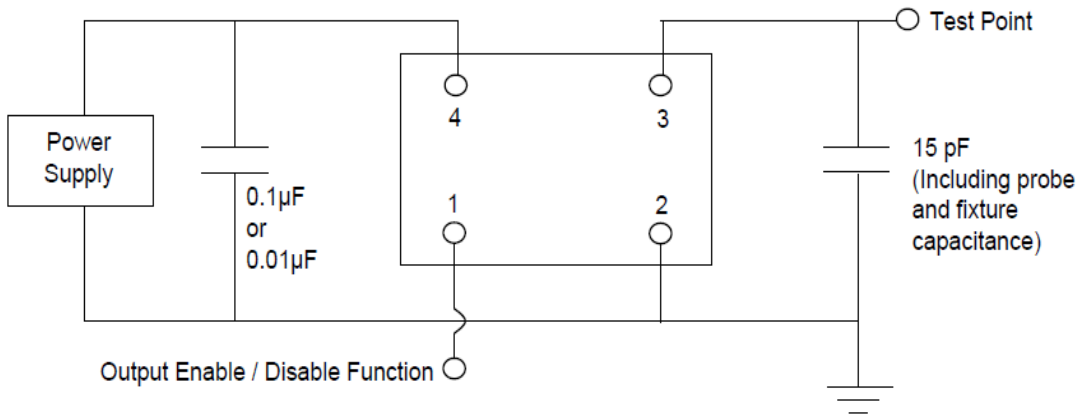 Test Point
4
3
Power
Supply
15 pF
(Including probe
and fixture
capacitance)
0.1µF
or
0.01µF
1
2
Output Enable / Disable Function